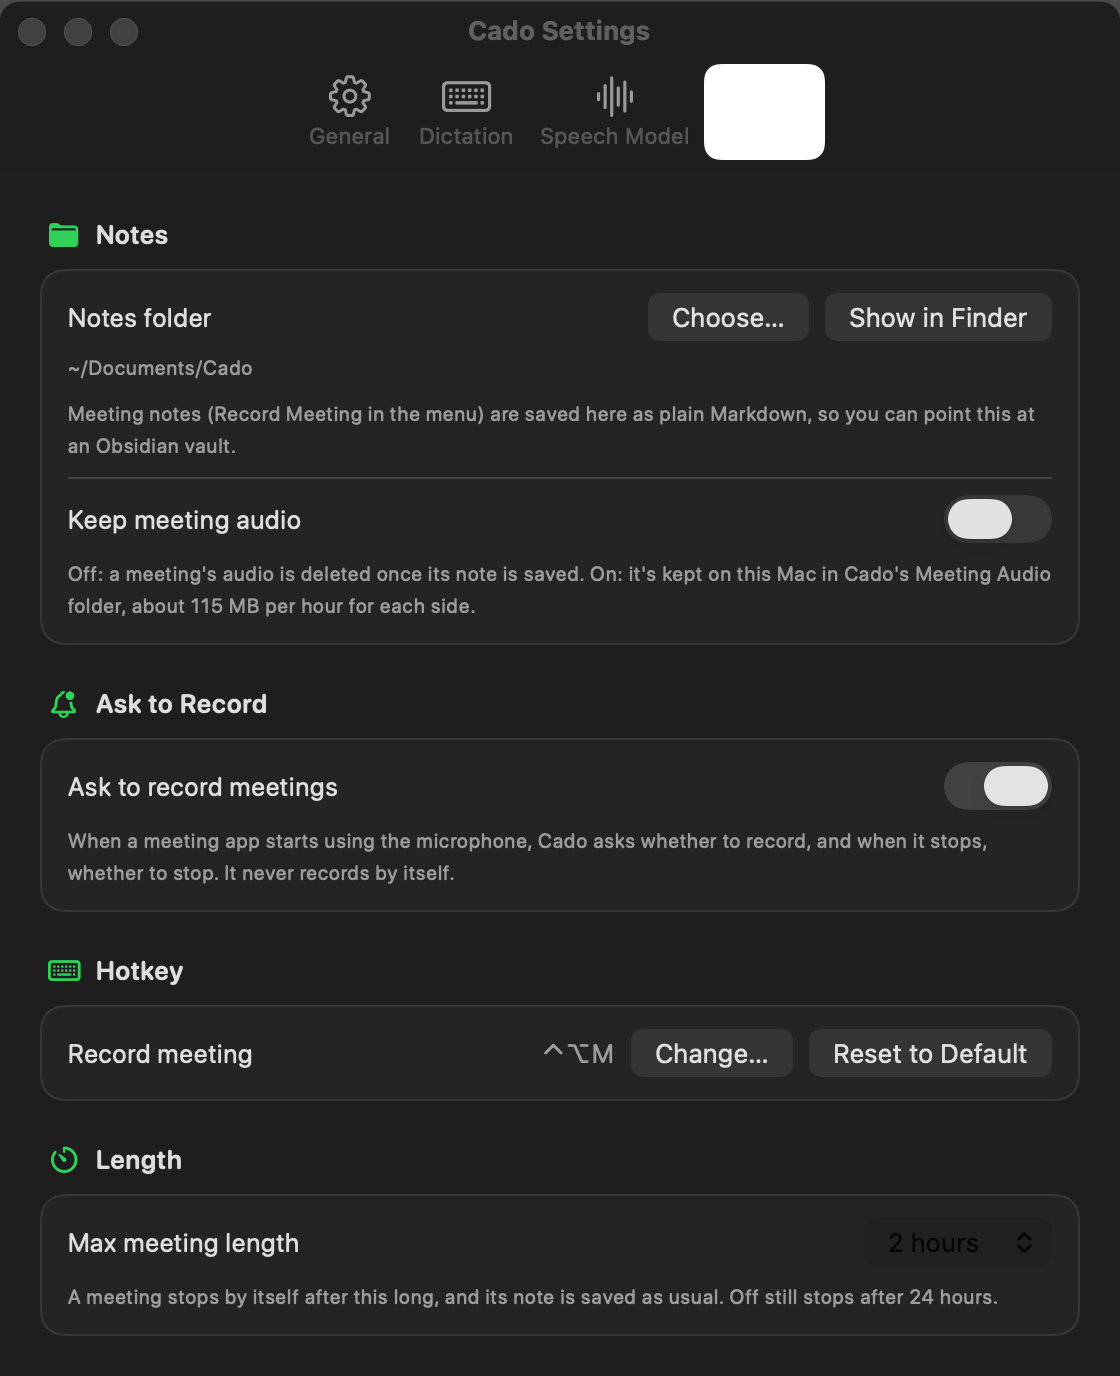 Cado Settings
General
Dictation
Speech Model
Notes
Notes folder
Choose...
Show in Finder
~/Documents/Cado
Meeting notes (Record Meeting in the menu) are saved here as plain Markdown, so you can point this at
an Obsidian vault.
Keep meeting audio
Off: a meeting's audio is deleted once its note is saved. On: it's kept on this Mac in Cado's Meeting Audio
folder, about 115 MB per hour for each side.
Ask to Record
Ask to record meetings
When a meeting app starts using the microphone, Cado asks whether to record, and when it stops,
whether to stop. It never records by itself.
Hotkey
Record meeting
⌃⌥M
Change...
Reset to Default
Length
Max meeting length
2 hours
A meeting stops by itself after this long, and its note is saved as usual. Off still stops after 24 hours.